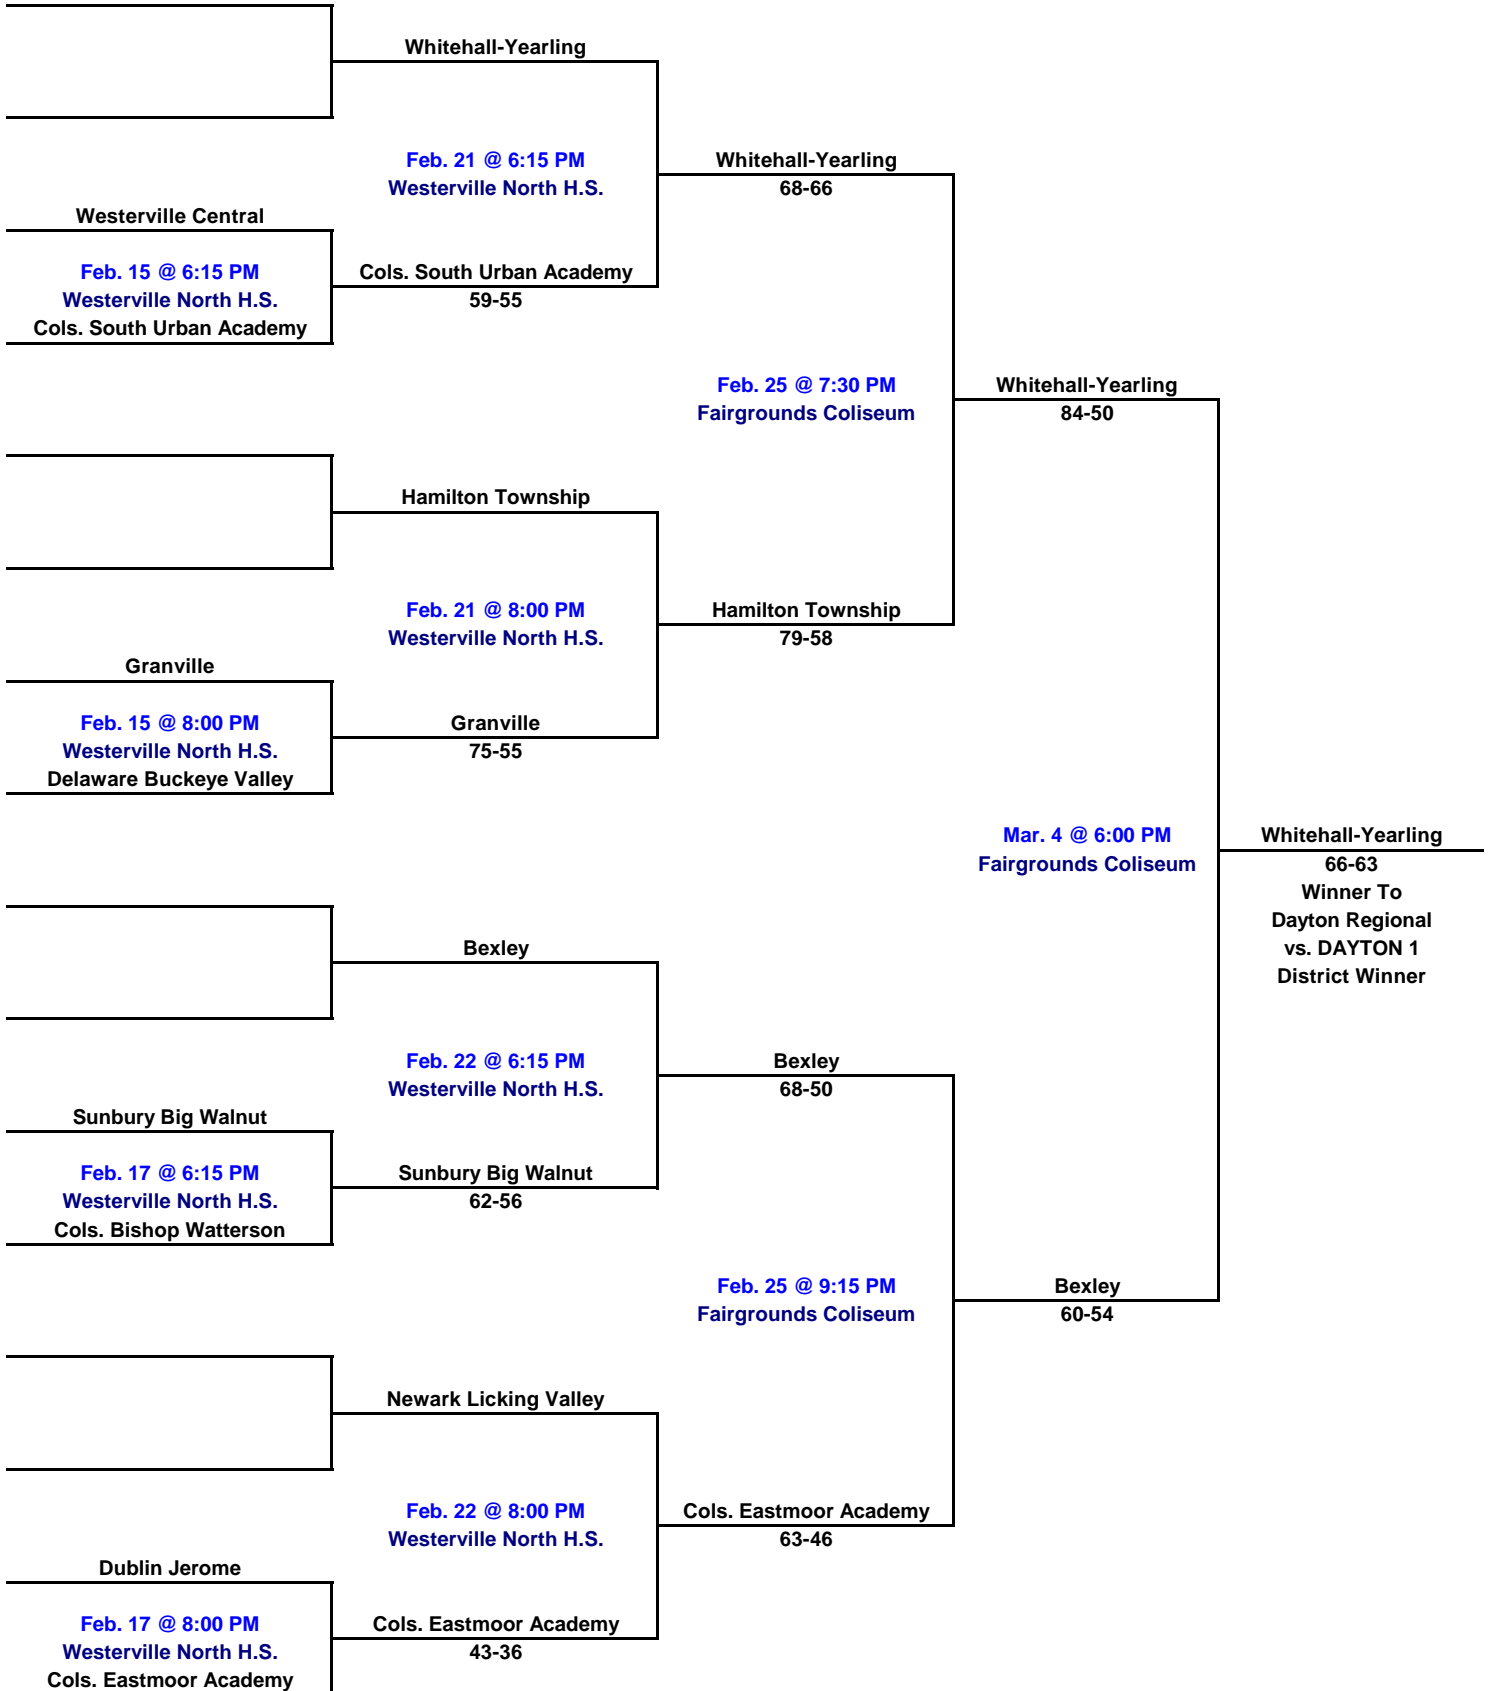 Whitehall-Yearling
Feb. 21 @ 6:15 PM
Westerville North H.S.
Whitehall-Yearling
68-66
Westerville Central
Feb. 15 @ 6:15 PM
Westerville North H.S.
Cols. South Urban Academy
Cols. South Urban Academy
59-55
Feb. 25 @ 7:30 PM
Fairgrounds Coliseum
Whitehall-Yearling
84-50
Hamilton Township
Feb. 21 @ 8:00 PM
Westerville North H.S.
Hamilton Township
79-58
Granville
Feb. 15 @ 8:00 PM
Westerville North H.S.
Delaware Buckeye Valley
Granville
75-55
Mar. 4 @ 6:00 PM
Fairgrounds Coliseum
Whitehall-Yearling
66-63
Winner To
Dayton Regional
vs. DAYTON 1
District Winner
Bexley
Feb. 22 @ 6:15 PM
Westerville North H.S.
Bexley
68-50
Sunbury Big Walnut
Feb. 17 @ 6:15 PM
Westerville North H.S.
Cols. Bishop Watterson
Sunbury Big Walnut
62-56
Feb. 25 @ 9:15 PM
Fairgrounds Coliseum
Bexley
60-54
Newark Licking Valley
Feb. 22 @ 8:00 PM
Westerville North H.S.
Cols. Eastmoor Academy
63-46
Dublin Jerome
Feb. 17 @ 8:00 PM
Westerville North H.S.
Cols. Eastmoor Academy
Cols. Eastmoor Academy
43-36